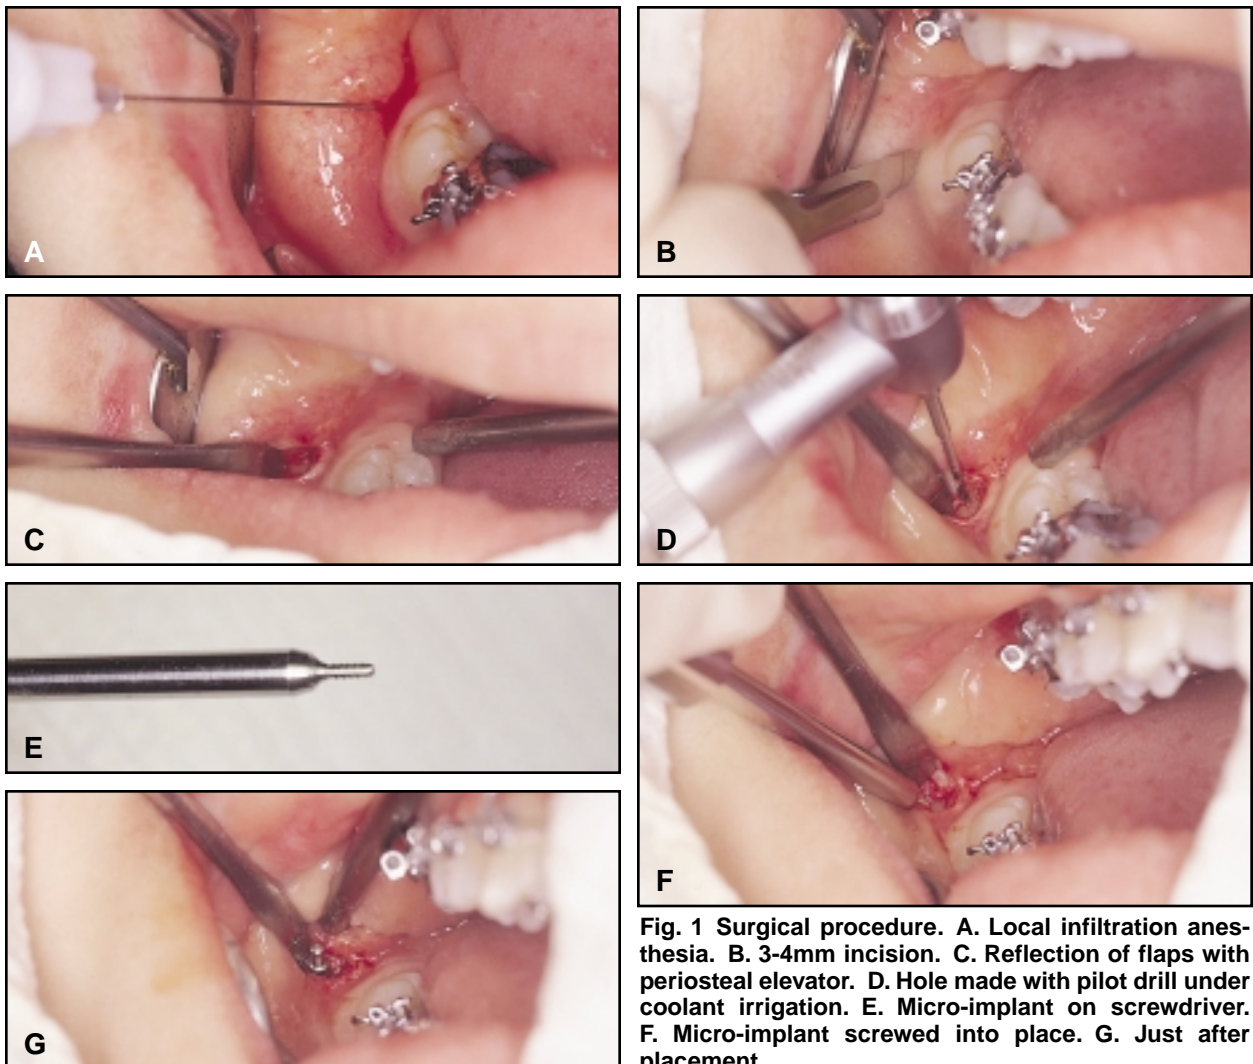 A
B
C
D
E
F
G
Fig. 1 Surgical procedure. A. Local infiltration anes-
thesia. B. 3-4mm incision. C. Reflection of flaps with
periosteal elevator. D. Hole made with pilot drill under
coolant irrigation. E. Micro-implant on screwdriver.
F. Micro-implant screwed into place. G. Just after
placement